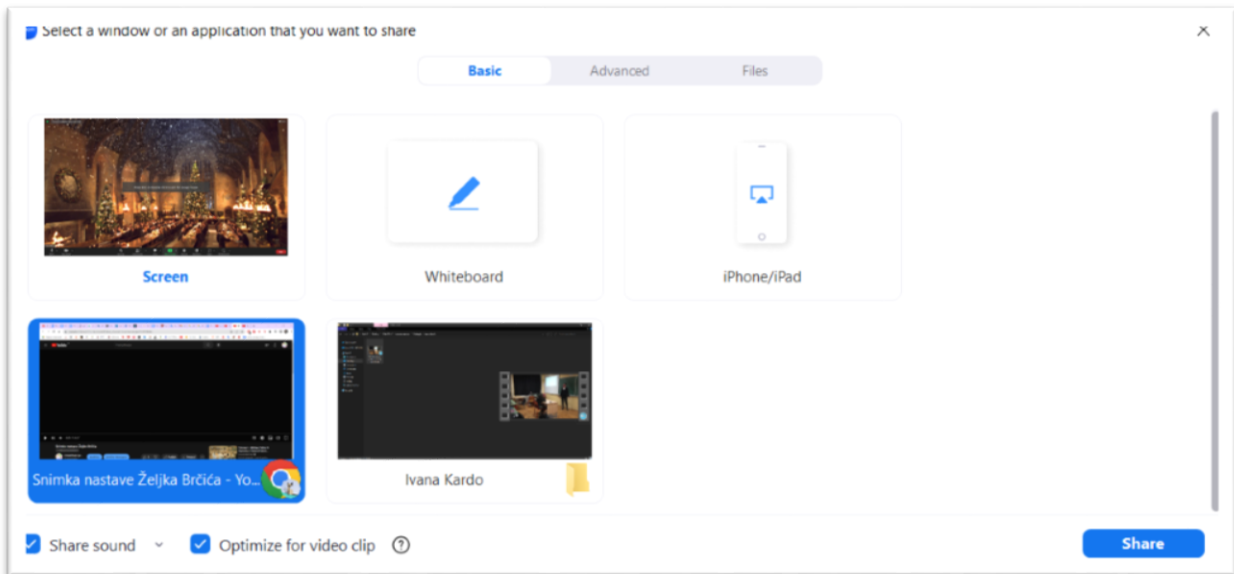 Select a window or an application that you want to share
Basic
Advanced
Files
Screen
Whiteboard
iPhone/iPad
Snimka nastave Željka Brčića - Yo...
Ivana Kardo
Share sound
Optimize for video clip
Share